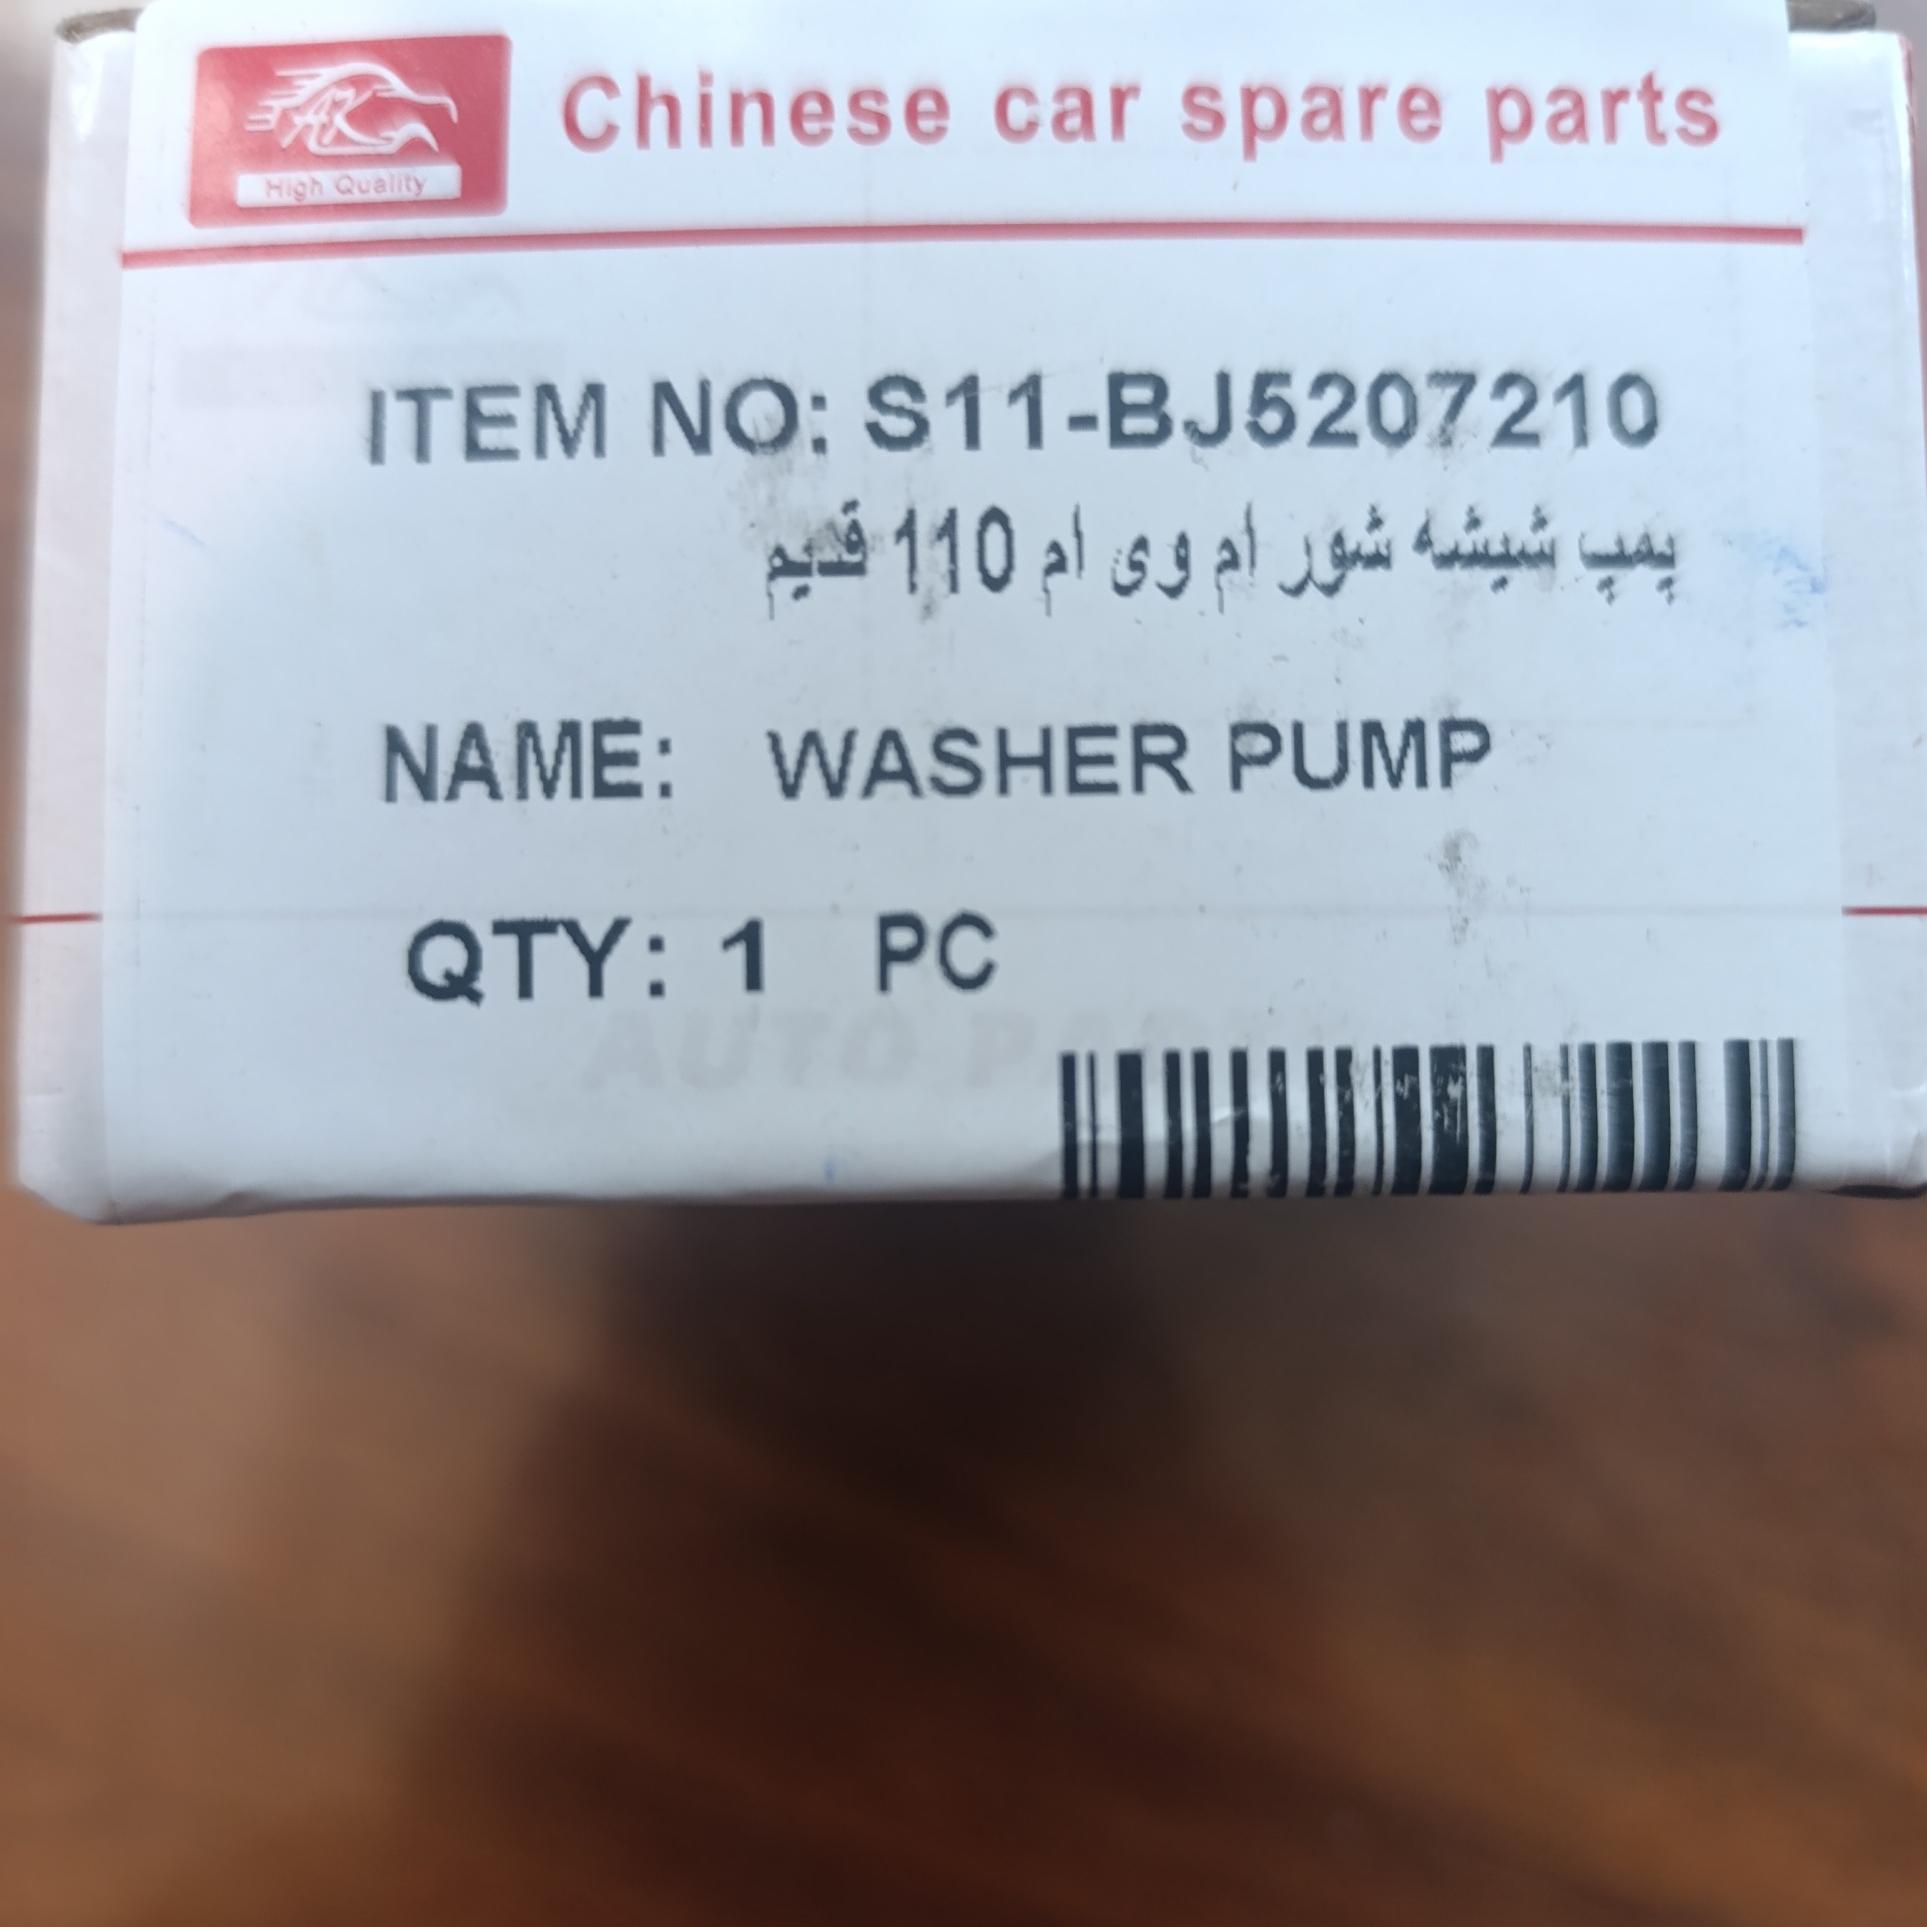 AK
High Quality
Chinese car spare parts
ITEM NO: S11-BJ5207210
پمپ شیشه شور ام وی ام 110 قدیم
NAME: WASHER PUMP
QTY: 1 PC